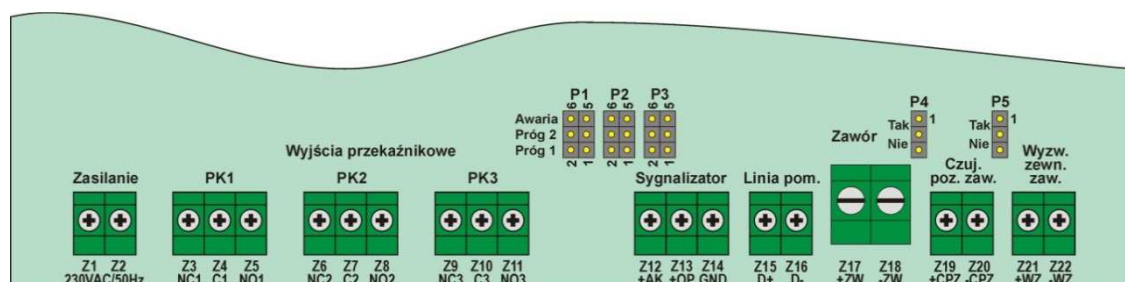 P1 P2 P3
6 5 6 5 6 5
P4 P5
Awaria
Próg 2
Próg 1
2 1 2 1 2 1
1 1
Tak Tak
Nie Nie
Wyjścia przekaźnikowe
Zawór
Zasilanie PK1 PK2 PK3 Sygnalizator Linia pom.
Czuj. poz. zaw.
Wyzw. zewn. zaw.
Z1 Z2 Z3 Z4 Z5 Z6 Z7 Z8 Z9 Z10 Z11 Z12 Z13 Z14 Z15 Z16 Z17 Z18 Z19 Z20 Z21 Z22
230VAC/50Hz NC1 C1 NO1 NC2 C2 NO2 NC3 C3 NO3 +AK +OP GND D+ D- +ZW -ZW +CPZ -CPZ +WZ -WZ